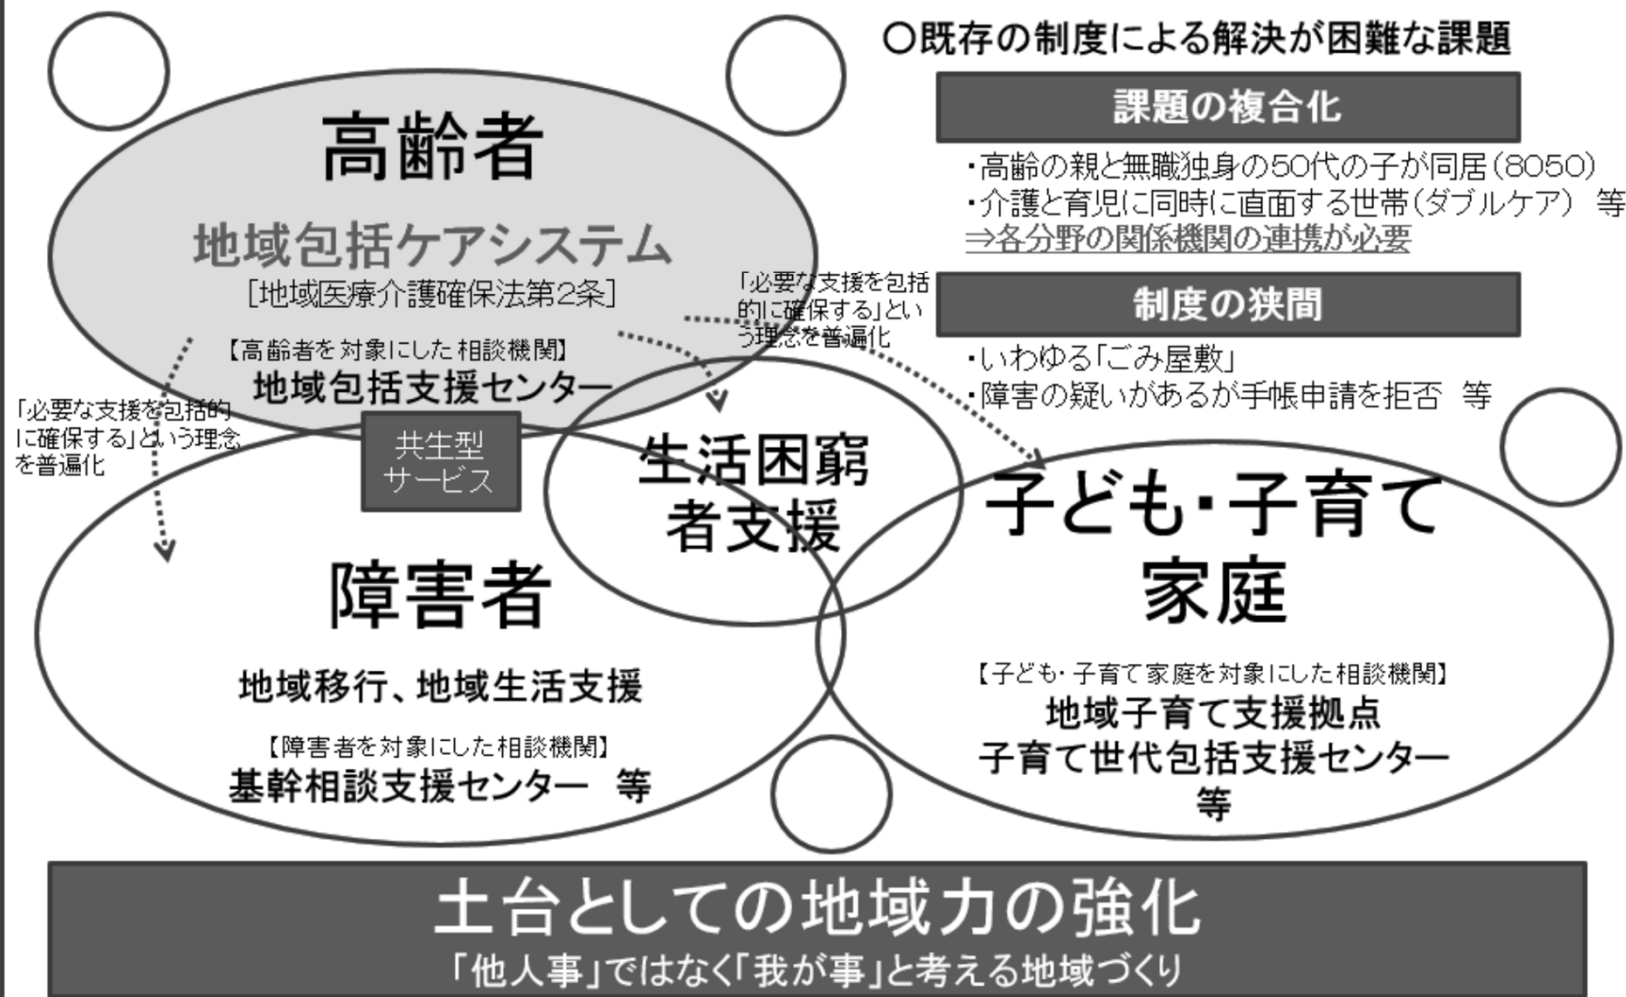 〇既存の制度による解決が困難な課題
課題の複合化
・高齢の親と無職独身の50代の子が同居(8050)
・介護と育児に同時に直面する世帯(ダブルケア) 等
⇒各分野の関係機関の連携が必要
制度の狭間
・いわゆる「ごみ屋敷」
・障害の疑いがあるが手帳申請を拒否 等
高齢者
地域包括ケアシステム
[地域医療介護確保法第2条]
【高齢者を対象にした相談機関】
地域包括支援センター
「必要な支援を包括
的に確保する」とい
う理念を普遍化
「必要な支援を包括的
に確保する」という理念
を普遍化
共生型
サービス
生活困窮
者支援
障害者
地域移行、地域生活支援
【障害者を対象にした相談機関】
基幹相談支援センター 等
子ども・子育て
家庭
【子ども・子育て家庭を対象にした相談機関】
地域子育て支援拠点
子育て世代包括支援センター
等
土台としての地域力の強化
「他人事」ではなく「我が事」と考える地域づくり